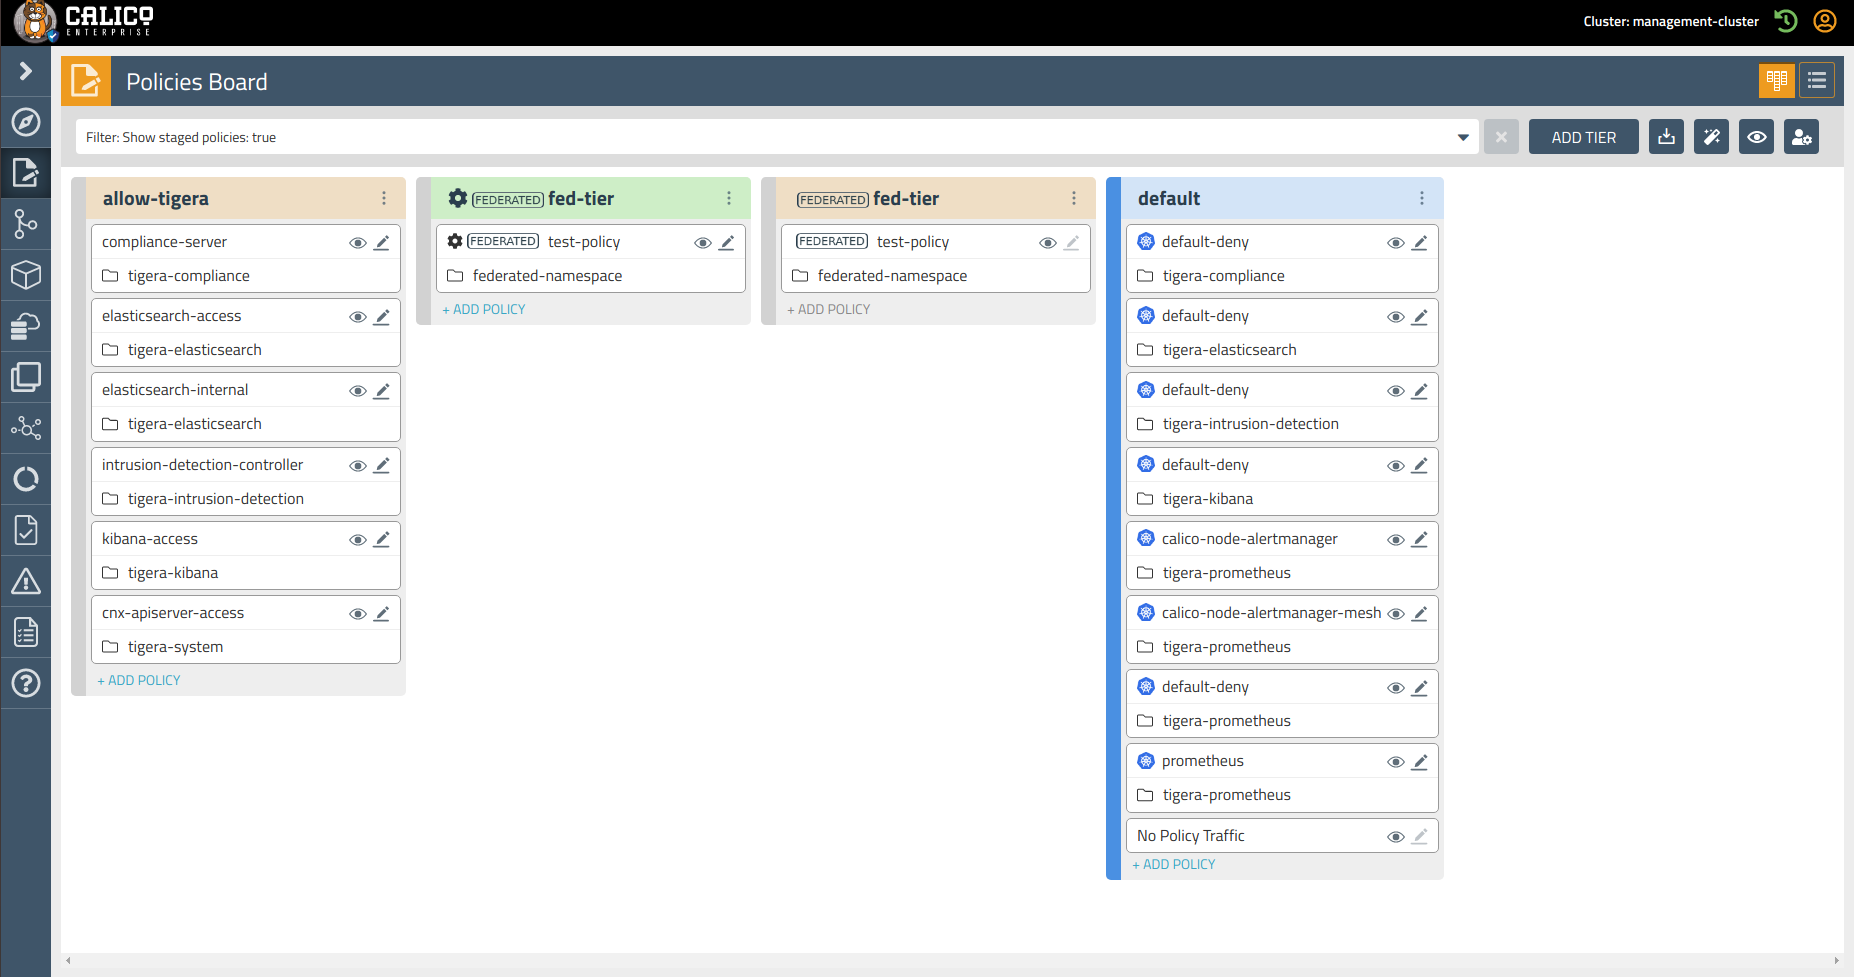 CALICO
ENTERPRISE
Cluster: management-cluster
Policies Board
Filter: Show staged policies: true
ADD TIER
allow-tigera
compliance-server
tigera-compliance
elasticsearch-access
tigera-elasticsearch
elasticsearch-internal
tigera-elasticsearch
intrusion-detection-controller
tigera-intrusion-detection
kibana-access
tigera-kibana
cnx-apiserver-access
tigera-system
+ ADD POLICY
FEDERATED fed-tier
FEDERATED test-policy
federated-namespace
+ ADD POLICY
FEDERATED fed-tier
FEDERATED test-policy
federated-namespace
+ ADD POLICY
default
default-deny
tigera-compliance
default-deny
tigera-elasticsearch
default-deny
tigera-intrusion-detection
default-deny
tigera-kibana
calico-node-alertmanager
tigera-prometheus
calico-node-alertmanager-mesh
tigera-prometheus
default-deny
tigera-prometheus
prometheus
tigera-prometheus
No Policy Traffic
+ ADD POLICY